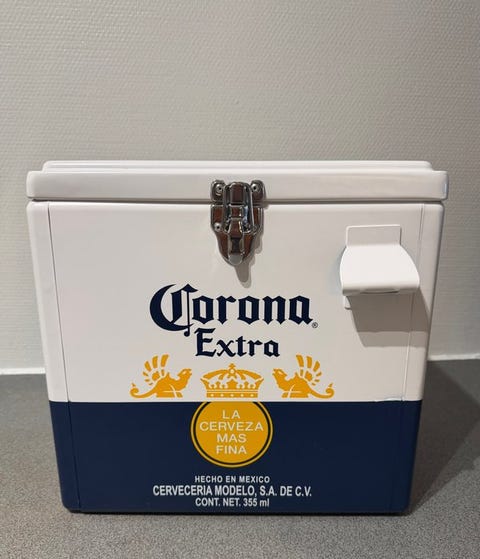 Corona®
Extra
LA
CERVEZA
MAS
FINA
HECHO EN MEXICO
CERVECERIA MODELO, S.A. DE C.V.
CONT. NET. 355 ml